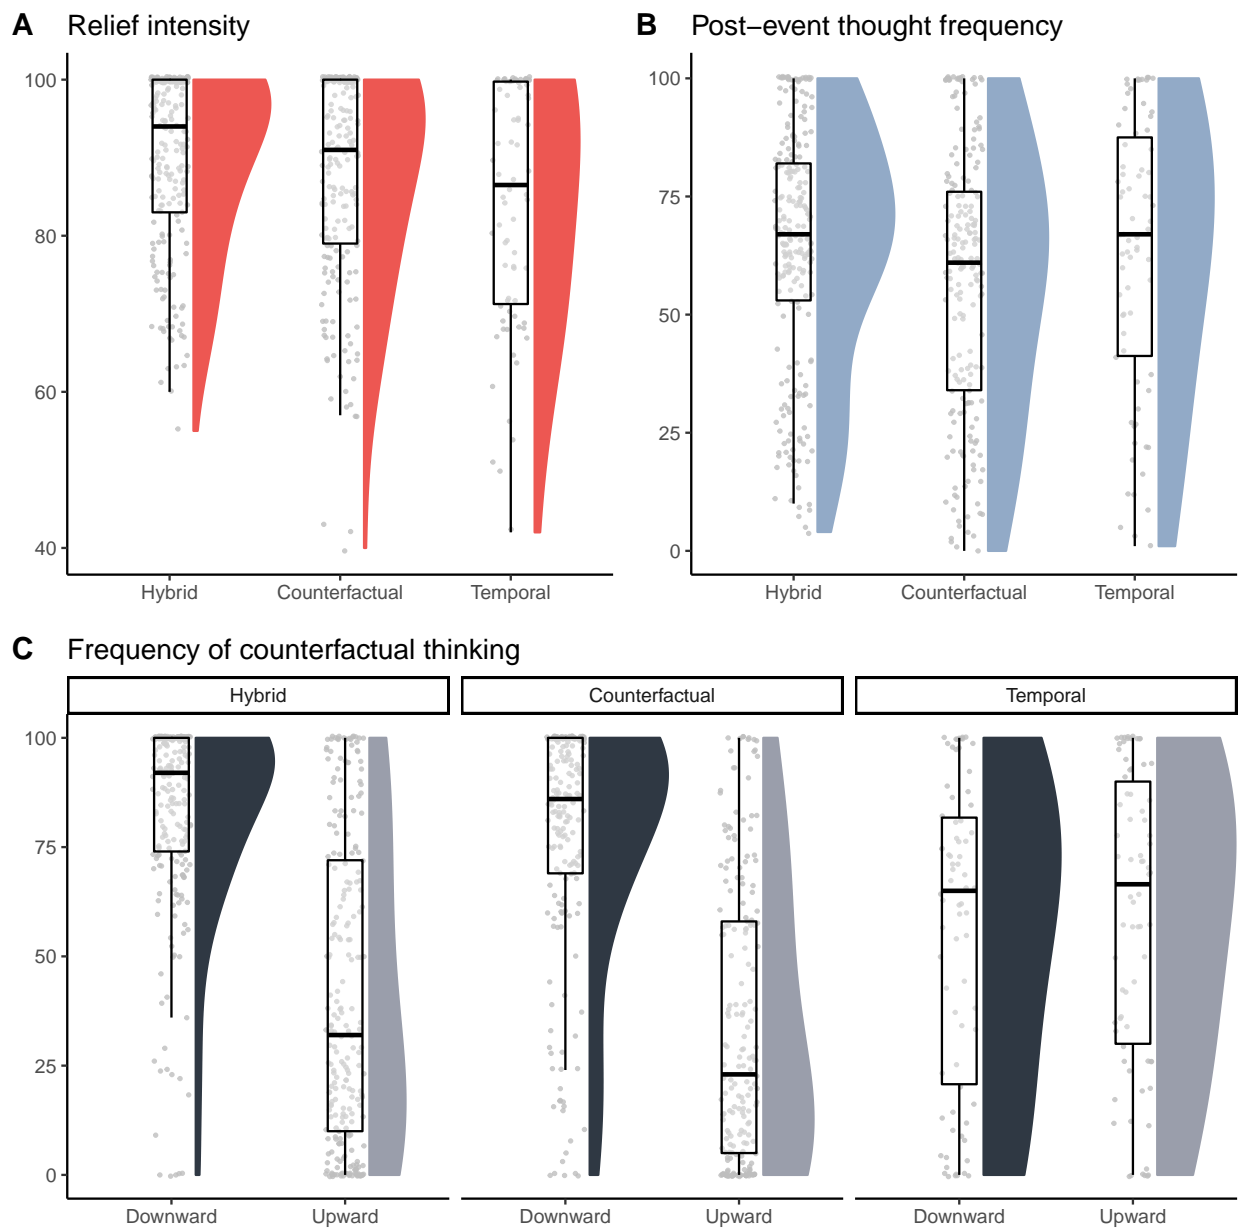 A Relief intensity
100
80
60
40
Hybrid Counterfactual Temporal
B Post−event thought frequency
100
75
50
25
0
Hybrid Counterfactual Temporal
C Frequency of counterfactual thinking
Hybrid Counterfactual Temporal
100
75
50
25
0
Downward Upward Downward Upward Downward Upward